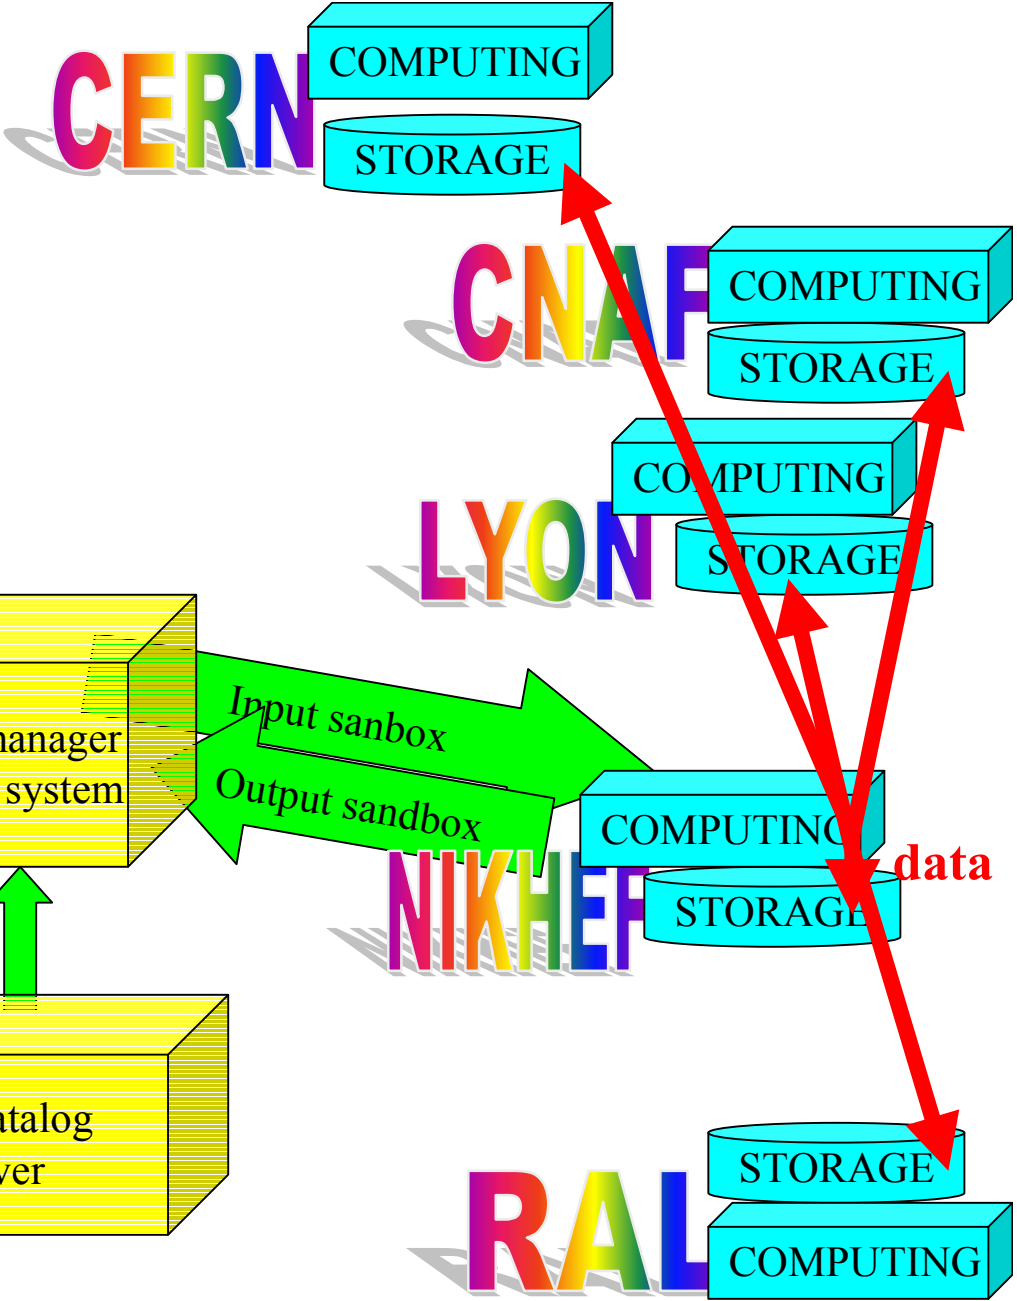 CERN
COMPUTING
STORAGE
CNAF
COMPUTING
STORAGE
LYON
COMPUTING
STORAGE
Input sanbox
manager
system
Output sandbox
NIKHEF
COMPUTING
STORAGE
data
atalog
ver
RAL
STORAGE
COMPUTING